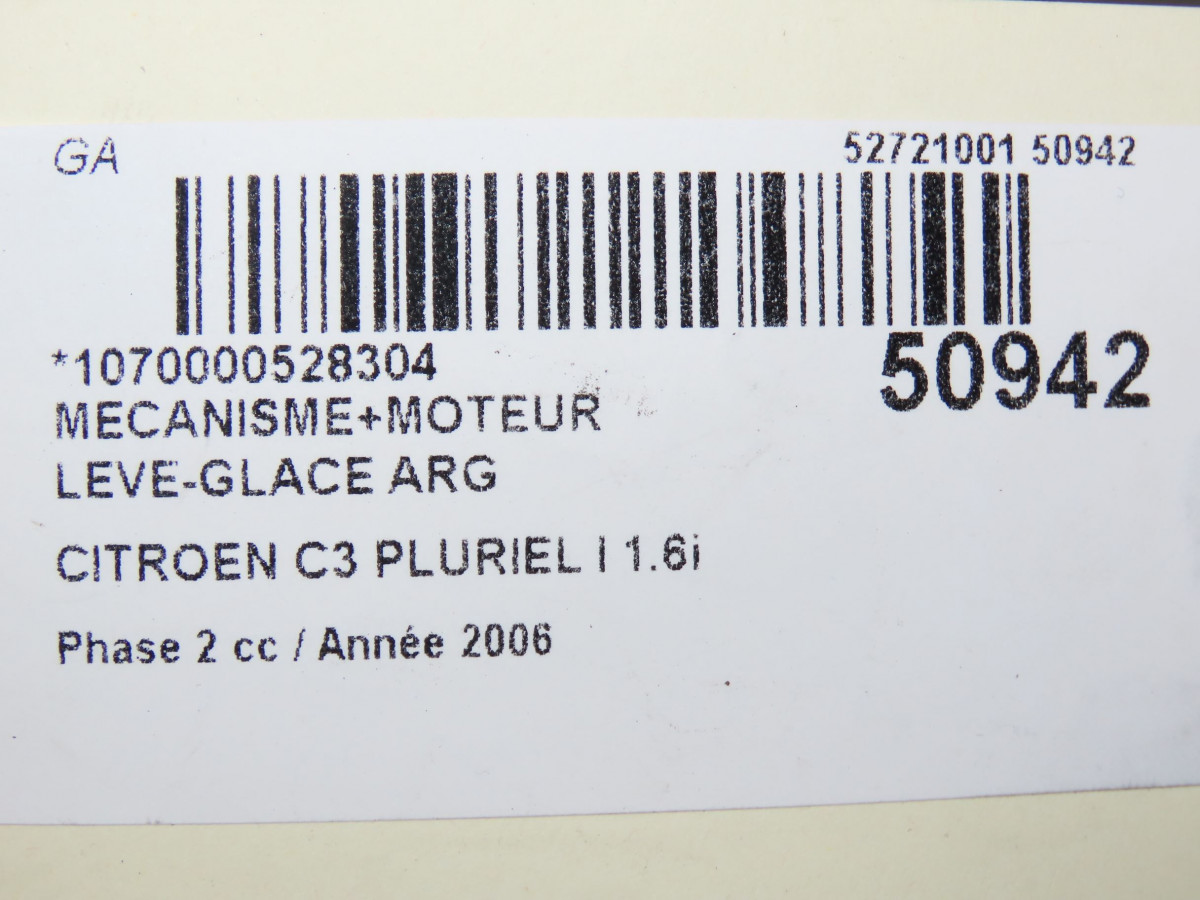 GA
52721001 50942
*1070000528304
50942
MECANISME+MOTEUR
LEVE-GLACE ARG
CITROEN C3 PLURIEL I 1.6i
Phase 2 cc / Année 2006